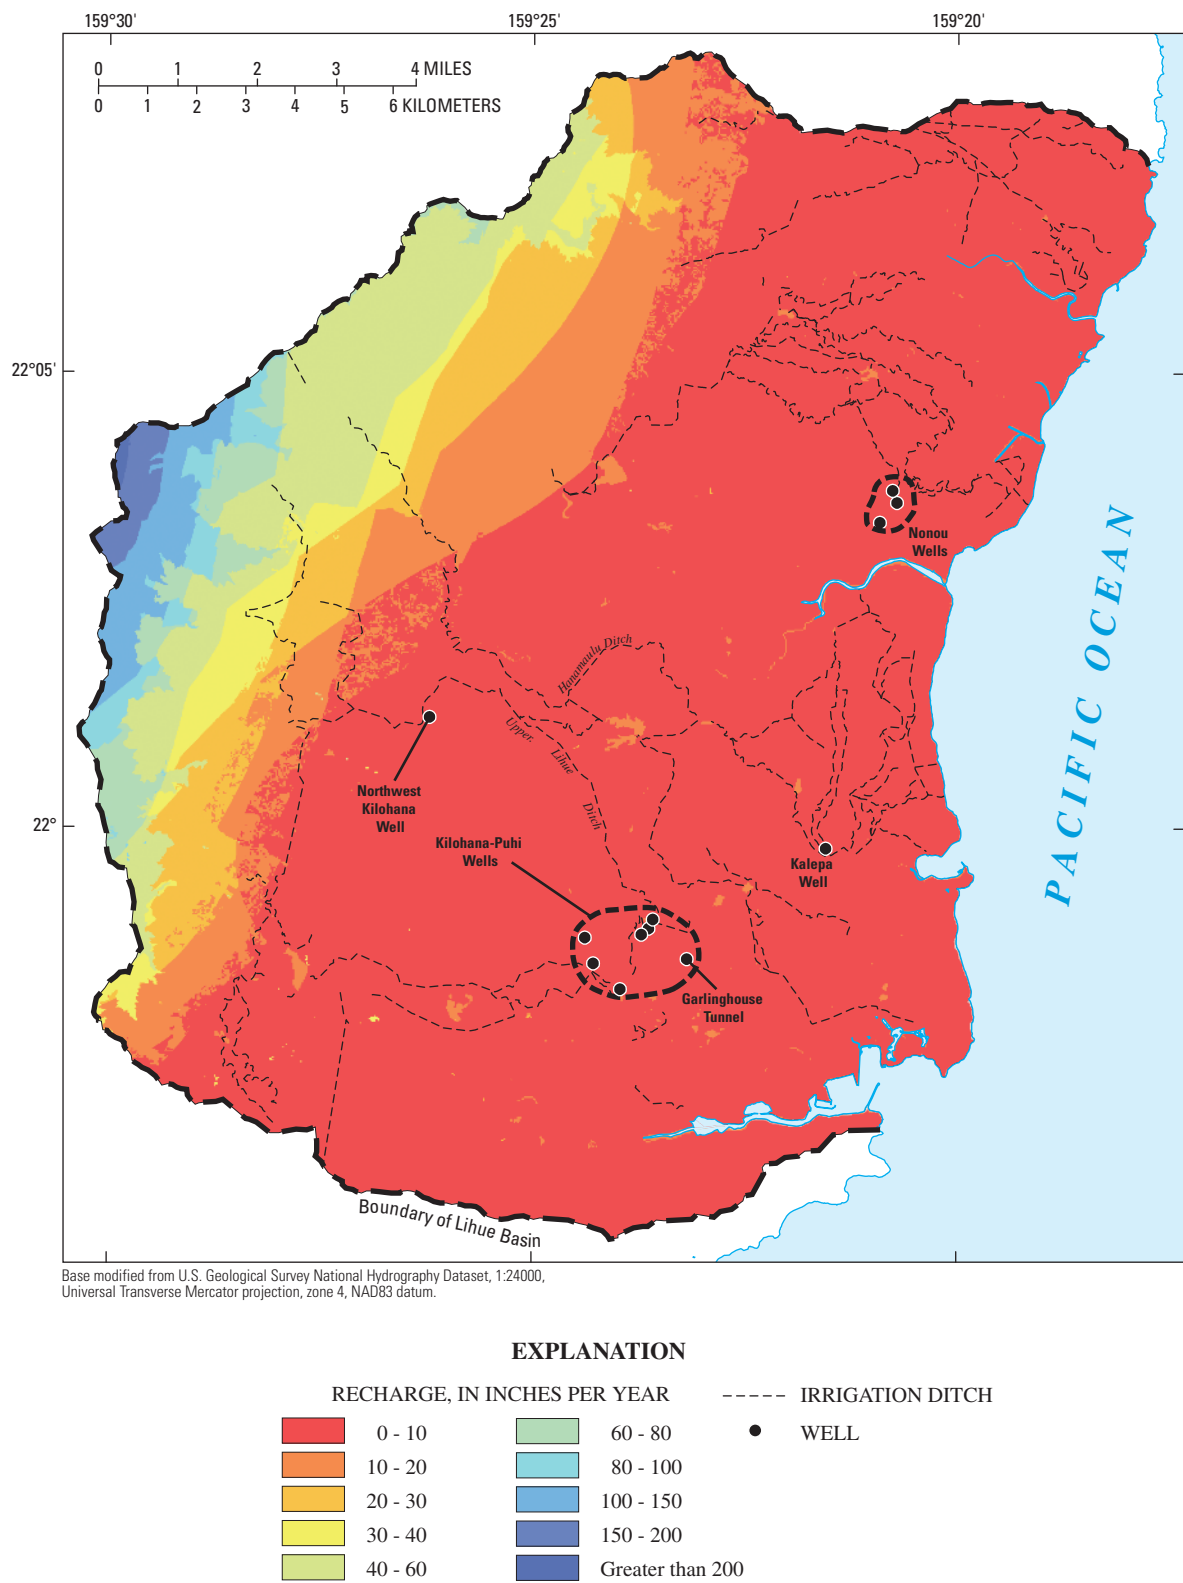 159°30'
159°25'
159°20'
0 1 2 3 4 MILES
0 1 2 3 4 5 6 KILOMETERS
22°05'
Nonou
Wells
PACIFIC OCEAN
Hanamaulu Ditch
Upper
Lihue
Ditch
Northwest
Kilohana
Well
22°
Kilohana-Puhi
Wells
Kalepa
Well
Garlinghouse
Tunnel
Boundary of Lihue Basin
Base modified from U.S. Geological Survey National Hydrography Dataset, 1:24000,
Universal Transverse Mercator projection, zone 4, NAD83 datum.
EXPLANATION
RECHARGE, IN INCHES PER YEAR
0 - 10
10 - 20
20 - 30
30 - 40
40 - 60
60 - 80
80 - 100
100 - 150
150 - 200
Greater than 200
IRRIGATION DITCH
WELL